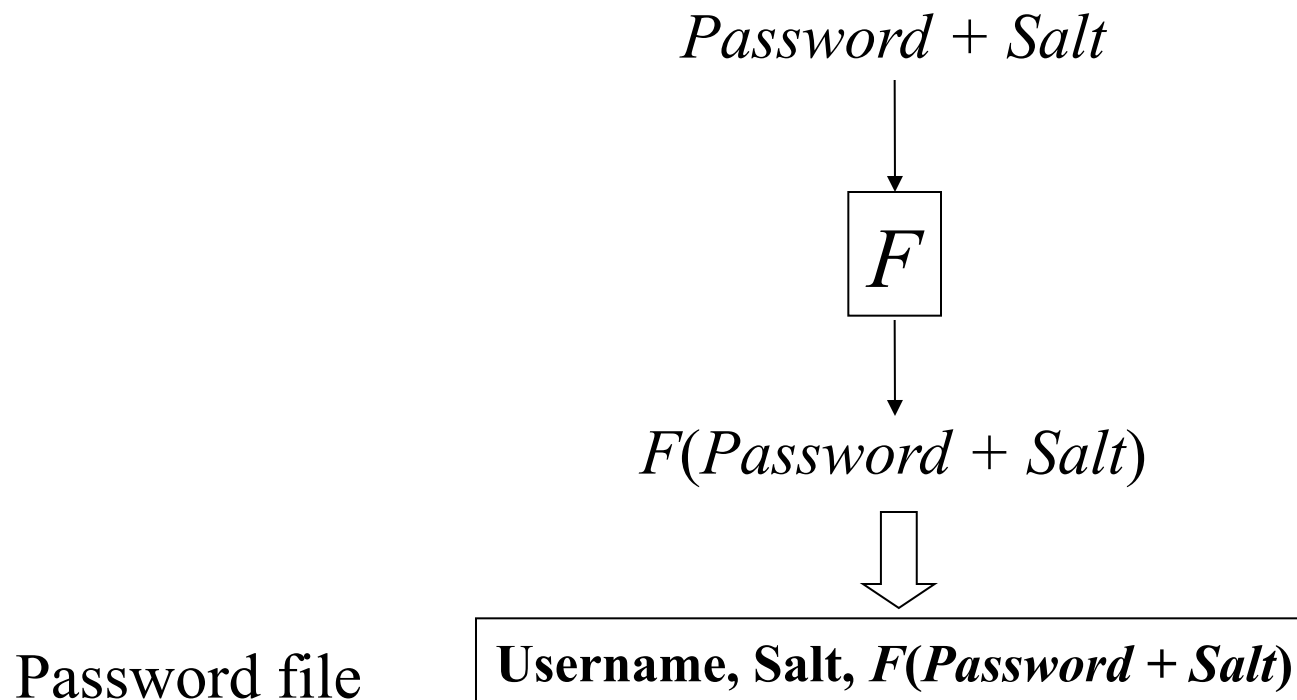 Password + Salt
F
F(Password + Salt)
Password file
Username, Salt, F(Password + Salt)